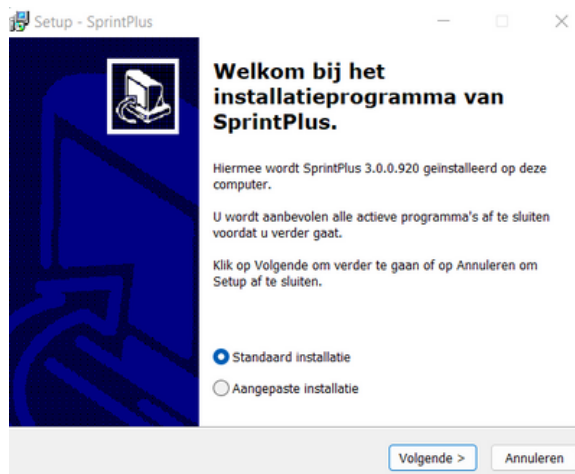 Setup - SprintPlus
Welkom bij het
installatieprogramma van
SprintPlus.
Hiermee wordt SprintPlus 3.0.0.920 geïnstalleerd op deze
computer.
U wordt aanbevolen alle actieve programma's af te sluiten
voordat u verder gaat.
Klik op Volgende om verder te gaan of op Annuleren om
Setup af te sluiten.
Standaard installatie
Aangepaste installatie
Volgende >
Annuleren